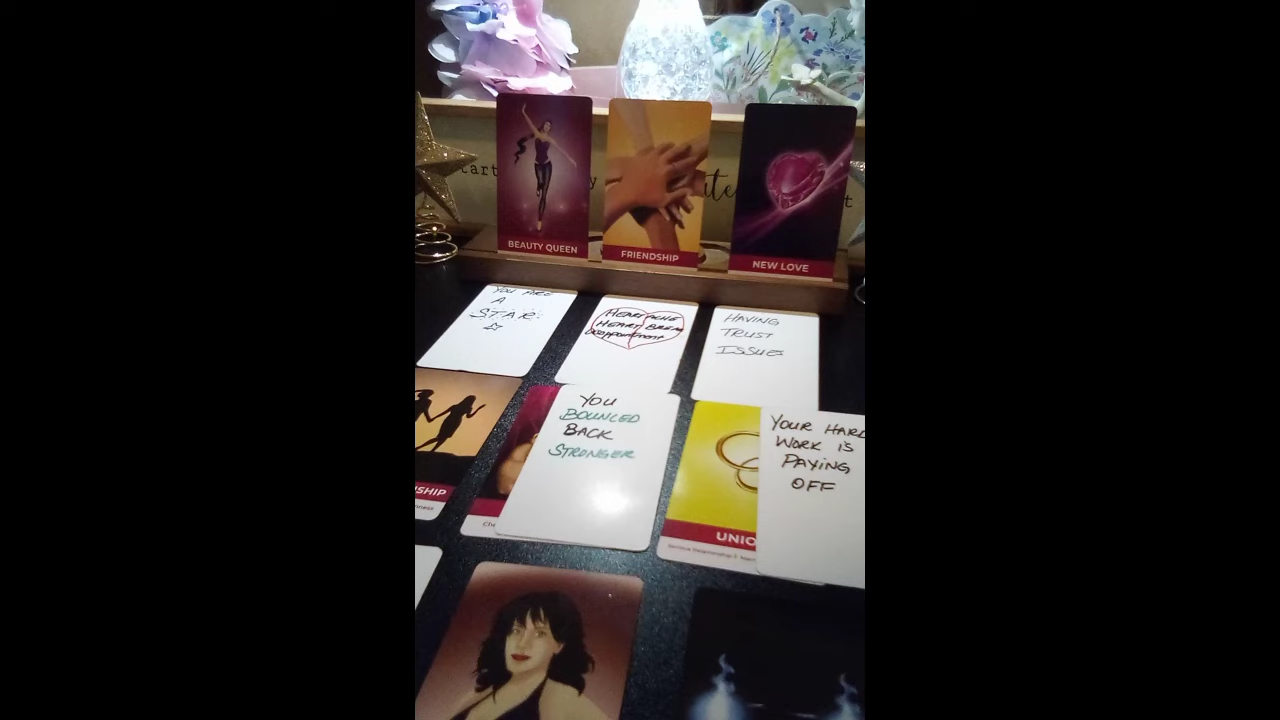 BEAUTY QUEEN
FRIENDSHIP
NEW LOVE
YOU ARE
A
STAR
HEARTACHE
HEART BREAK
Disappointment
HAVING
TRUST
ISSUES
YOU
BOUNCED
BACK
STRONGER
YOUR HARD
WORK IS
PAYING
OFF
SHIP
UNIO